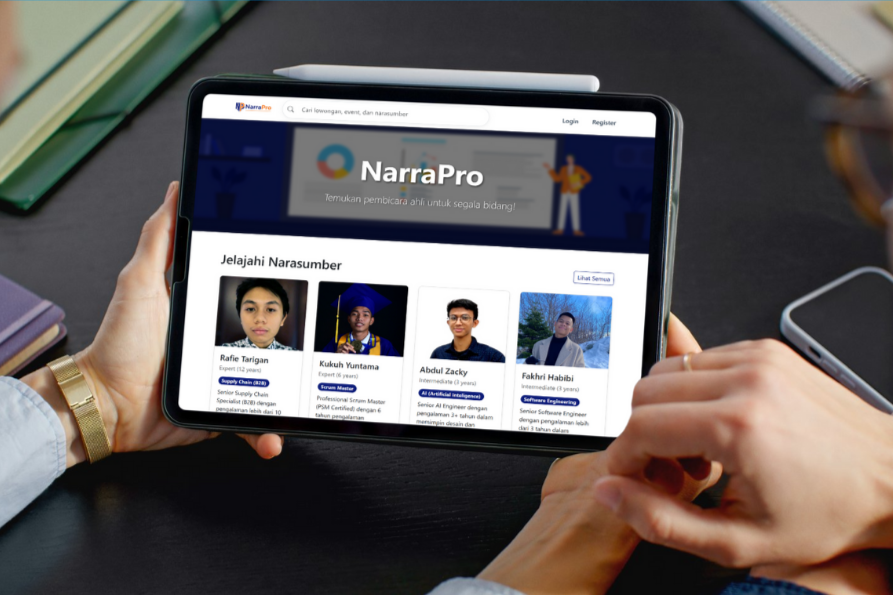 NarraPro
Cari lowongan, event, dan narasumber
Login
Register
NarraPro
Temukan pembicara ahli untuk segala bidang!
Jelajahi Narasumber
Lihat Semua
Rafie Tarigan
Expert (12 years)
Supply Chain (B2B)
Senior Supply Chain
Specialist (B2B) dengan
pengalaman lebih dari 10
Kukuh Yuntama
Expert (6 years)
Scrum Master
Professional Scrum Master
(PSM Certified) dengan 6
tahun pengalaman
Abdul Zacky
Intermediate (3 years)
AI (Artificial Intelligence)
Senior AI Engineer dengan
pengalaman 3+ tahun dalam
mendesain dan
Fakhri Habibi
Intermediate (3 years)
Software Engineering
Senior Software Engineer
dengan pengalaman lebih
dari 3 tahun dalam